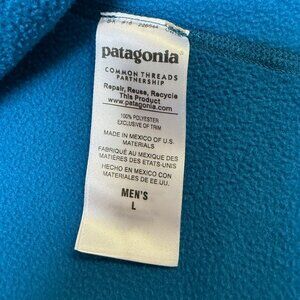 patagonia
COMMON THREADS
PARTNERSHIP
Repair, Reuse, Recycle
This Product
www.patagonia.com
100% POLYESTER
EXCLUSIVE OF TRIM
MADE IN MEXICO OF U.S.
MATERIALS
FABRIQUÉ AU MEXIQUE DES
MATIÈRES DES ETATS-UNIS
HECHO EN MEXICO CON
MATERIALES DE EE.UU.
MEN'S
L